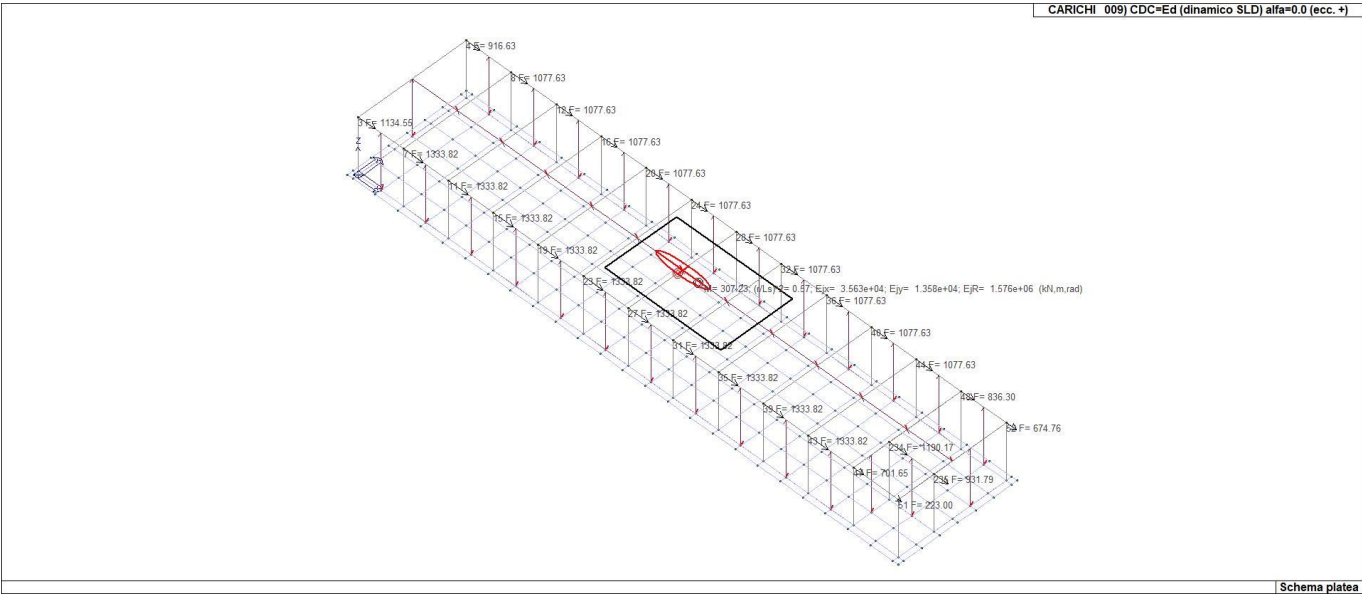 CARICHI 009) CDC=Ed (dinamico SLD) alfa=0.0 (ecc. +)
4 F= 916.63
8 F= 1077.63
12 F= 1077.63
3 F= 1134.55
Z
16 F= 1077.63
7 F= 1333.82
20 F= 1077.63
11 F= 1333.82
24 F= 1077.63
15 F= 1333.82
28 F= 1077.63
19 F= 1333.82
32 F= 1077.63
23 F= 1333.82
M= 307.23; (r/Ls)^2= 0.57; Ejx= 3.563e+04; Ejy= 1.358e+04; EjR= 1.576e+06 (kN,m,rad)
36 F= 1077.63
27 F= 1333.82
40 F= 1077.63
31 F= 1333.82
44 F= 1077.63
35 F= 1333.82
48 F= 836.30
39 F= 1333.82
F= 674.76
43 F= 1333.82
234 F= 1190.17
F= 701.65
235 F= 931.79
51 F= 223.00
Schema platea